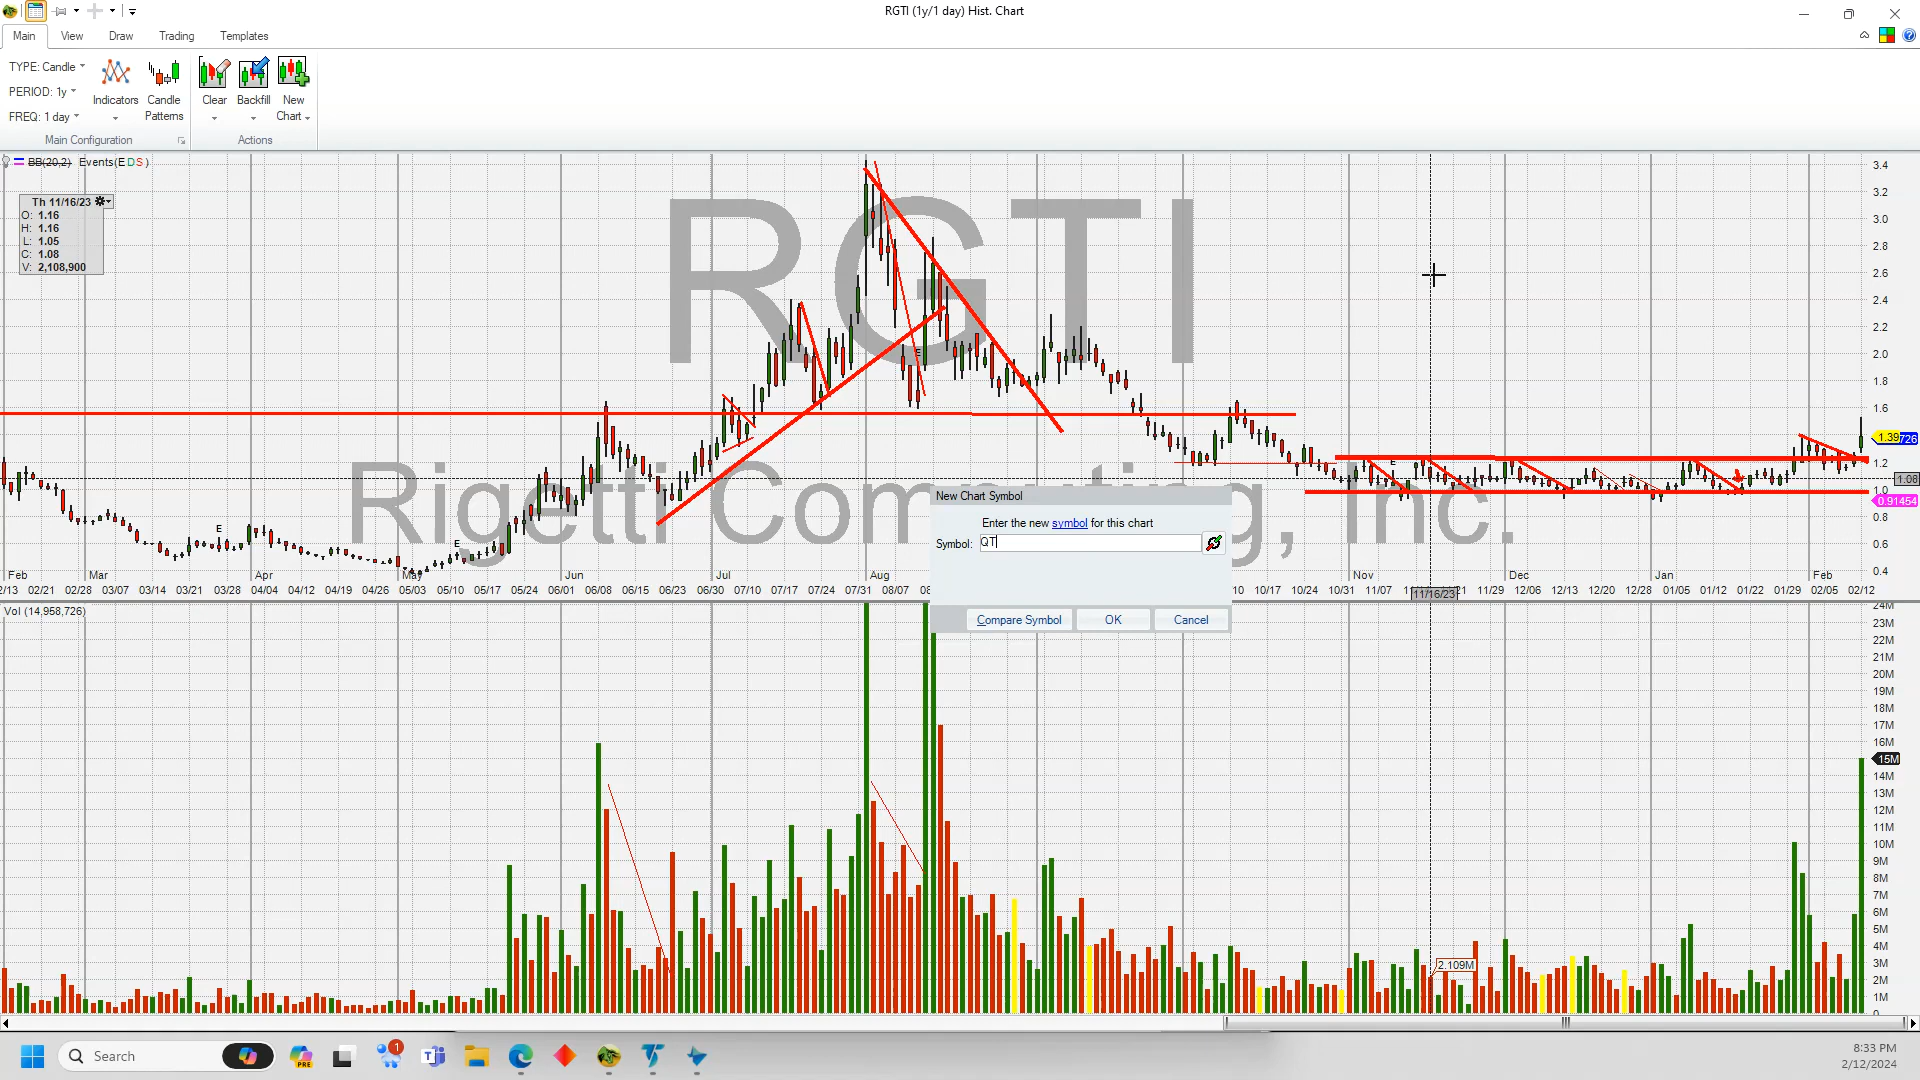 RGTI (1y/1 day) Hist. Chart
Main View Draw Trading Templates
TYPE: Candle
PERIOD: 1y
FREQ: 1 day
Indicators
Candle Patterns
Clear
Backfill
New Chart
Main Configuration
Actions
BB(20,2) Events(E D S )
Th 11/16/23
O: 1.16
H: 1.16
L: 1.05
C: 1.08
V: 2,108,900
RGTI
Rigetti Computing, Inc.
3.4
3.2
3.0
2.8
2.6
2.4
2.2
2.0
1.8
1.6
1.39
726
1.2
1.08
1.0
0.91454
0.8
0.6
0.4
E
E
E
E
New Chart Symbol
Enter the new symbol for this chart
Symbol: QT
Compare Symbol OK Cancel
Feb Mar Apr May Jun Jul Aug Nov Dec Jan Feb
2/13 02/21 02/28 03/07 03/14 03/21 03/28 04/04 04/12 04/19 04/26 05/03 05/10 05/17 05/24 06/01 06/08 06/15 06/23 06/30 07/10 07/17 07/24 07/31 08/07 08 10 10/17 10/24 10/31 11/07 11/16/23 21 11/29 12/06 12/13 12/20 12/28 01/05 01/12 01/22 01/29 02/05 02/12
Vol (14,958,726)
24M
23M
22M
21M
20M
19M
18M
17M
16M
15M
14M
13M
12M
11M
10M
9M
8M
7M
6M
5M
4M
3M
2M
1M
0
2.109M
Search
PRE
1
8:33 PM
2/12/2024